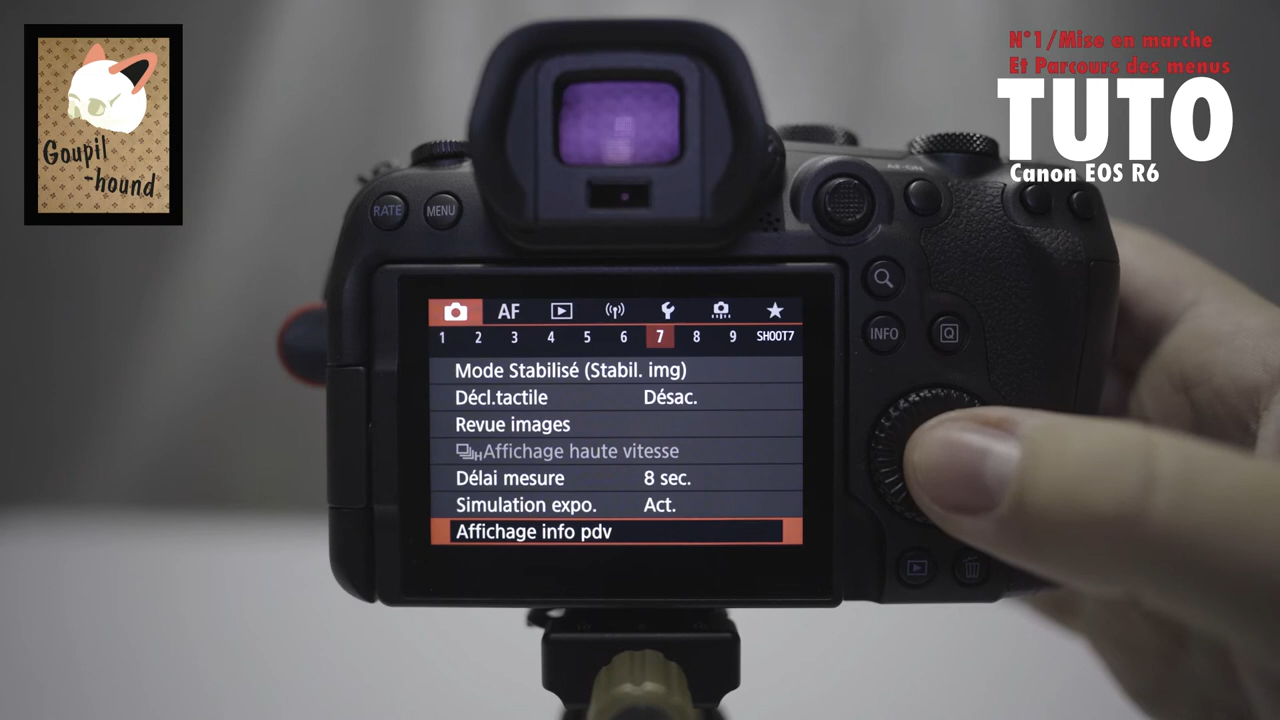 Goupil
-hound
N°1/Mise en marche
Et Parcours des menus
TUTO
Canon EOS R6
RATE
MENU
AF-ON
AF
1 2 3 4 5 6 7 8 9 SHOOT7
Mode Stabilisé (Stabil. img)
Décl.tactile Désac.
Revue images
H Affichage haute vitesse
Délai mesure 8 sec.
Simulation expo. Act.
Affichage info pdv
INFO
Q